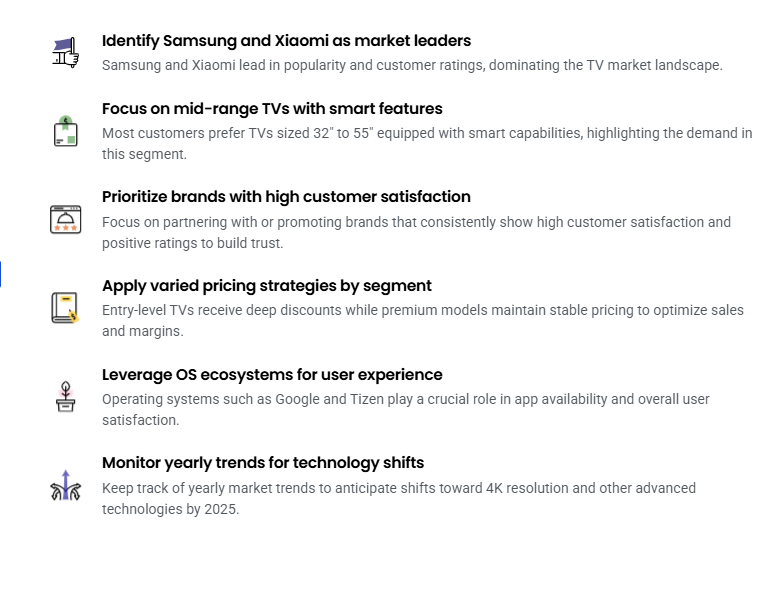 Identify Samsung and Xiaomi as market leaders
Samsung and Xiaomi lead in popularity and customer ratings, dominating the TV market landscape.
Focus on mid-range TVs with smart features
Most customers prefer TVs sized 32" to 55" equipped with smart capabilities, highlighting the demand in
this segment.
Prioritize brands with high customer satisfaction
Focus on partnering with or promoting brands that consistently show high customer satisfaction and
positive ratings to build trust.
Apply varied pricing strategies by segment
Entry-level TVs receive deep discounts while premium models maintain stable pricing to optimize sales
and margins.
Leverage OS ecosystems for user experience
Operating systems such as Google and Tizen play a crucial role in app availability and overall user
satisfaction.
Monitor yearly trends for technology shifts
Keep track of yearly market trends to anticipate shifts toward 4K resolution and other advanced
technologies by 2025.